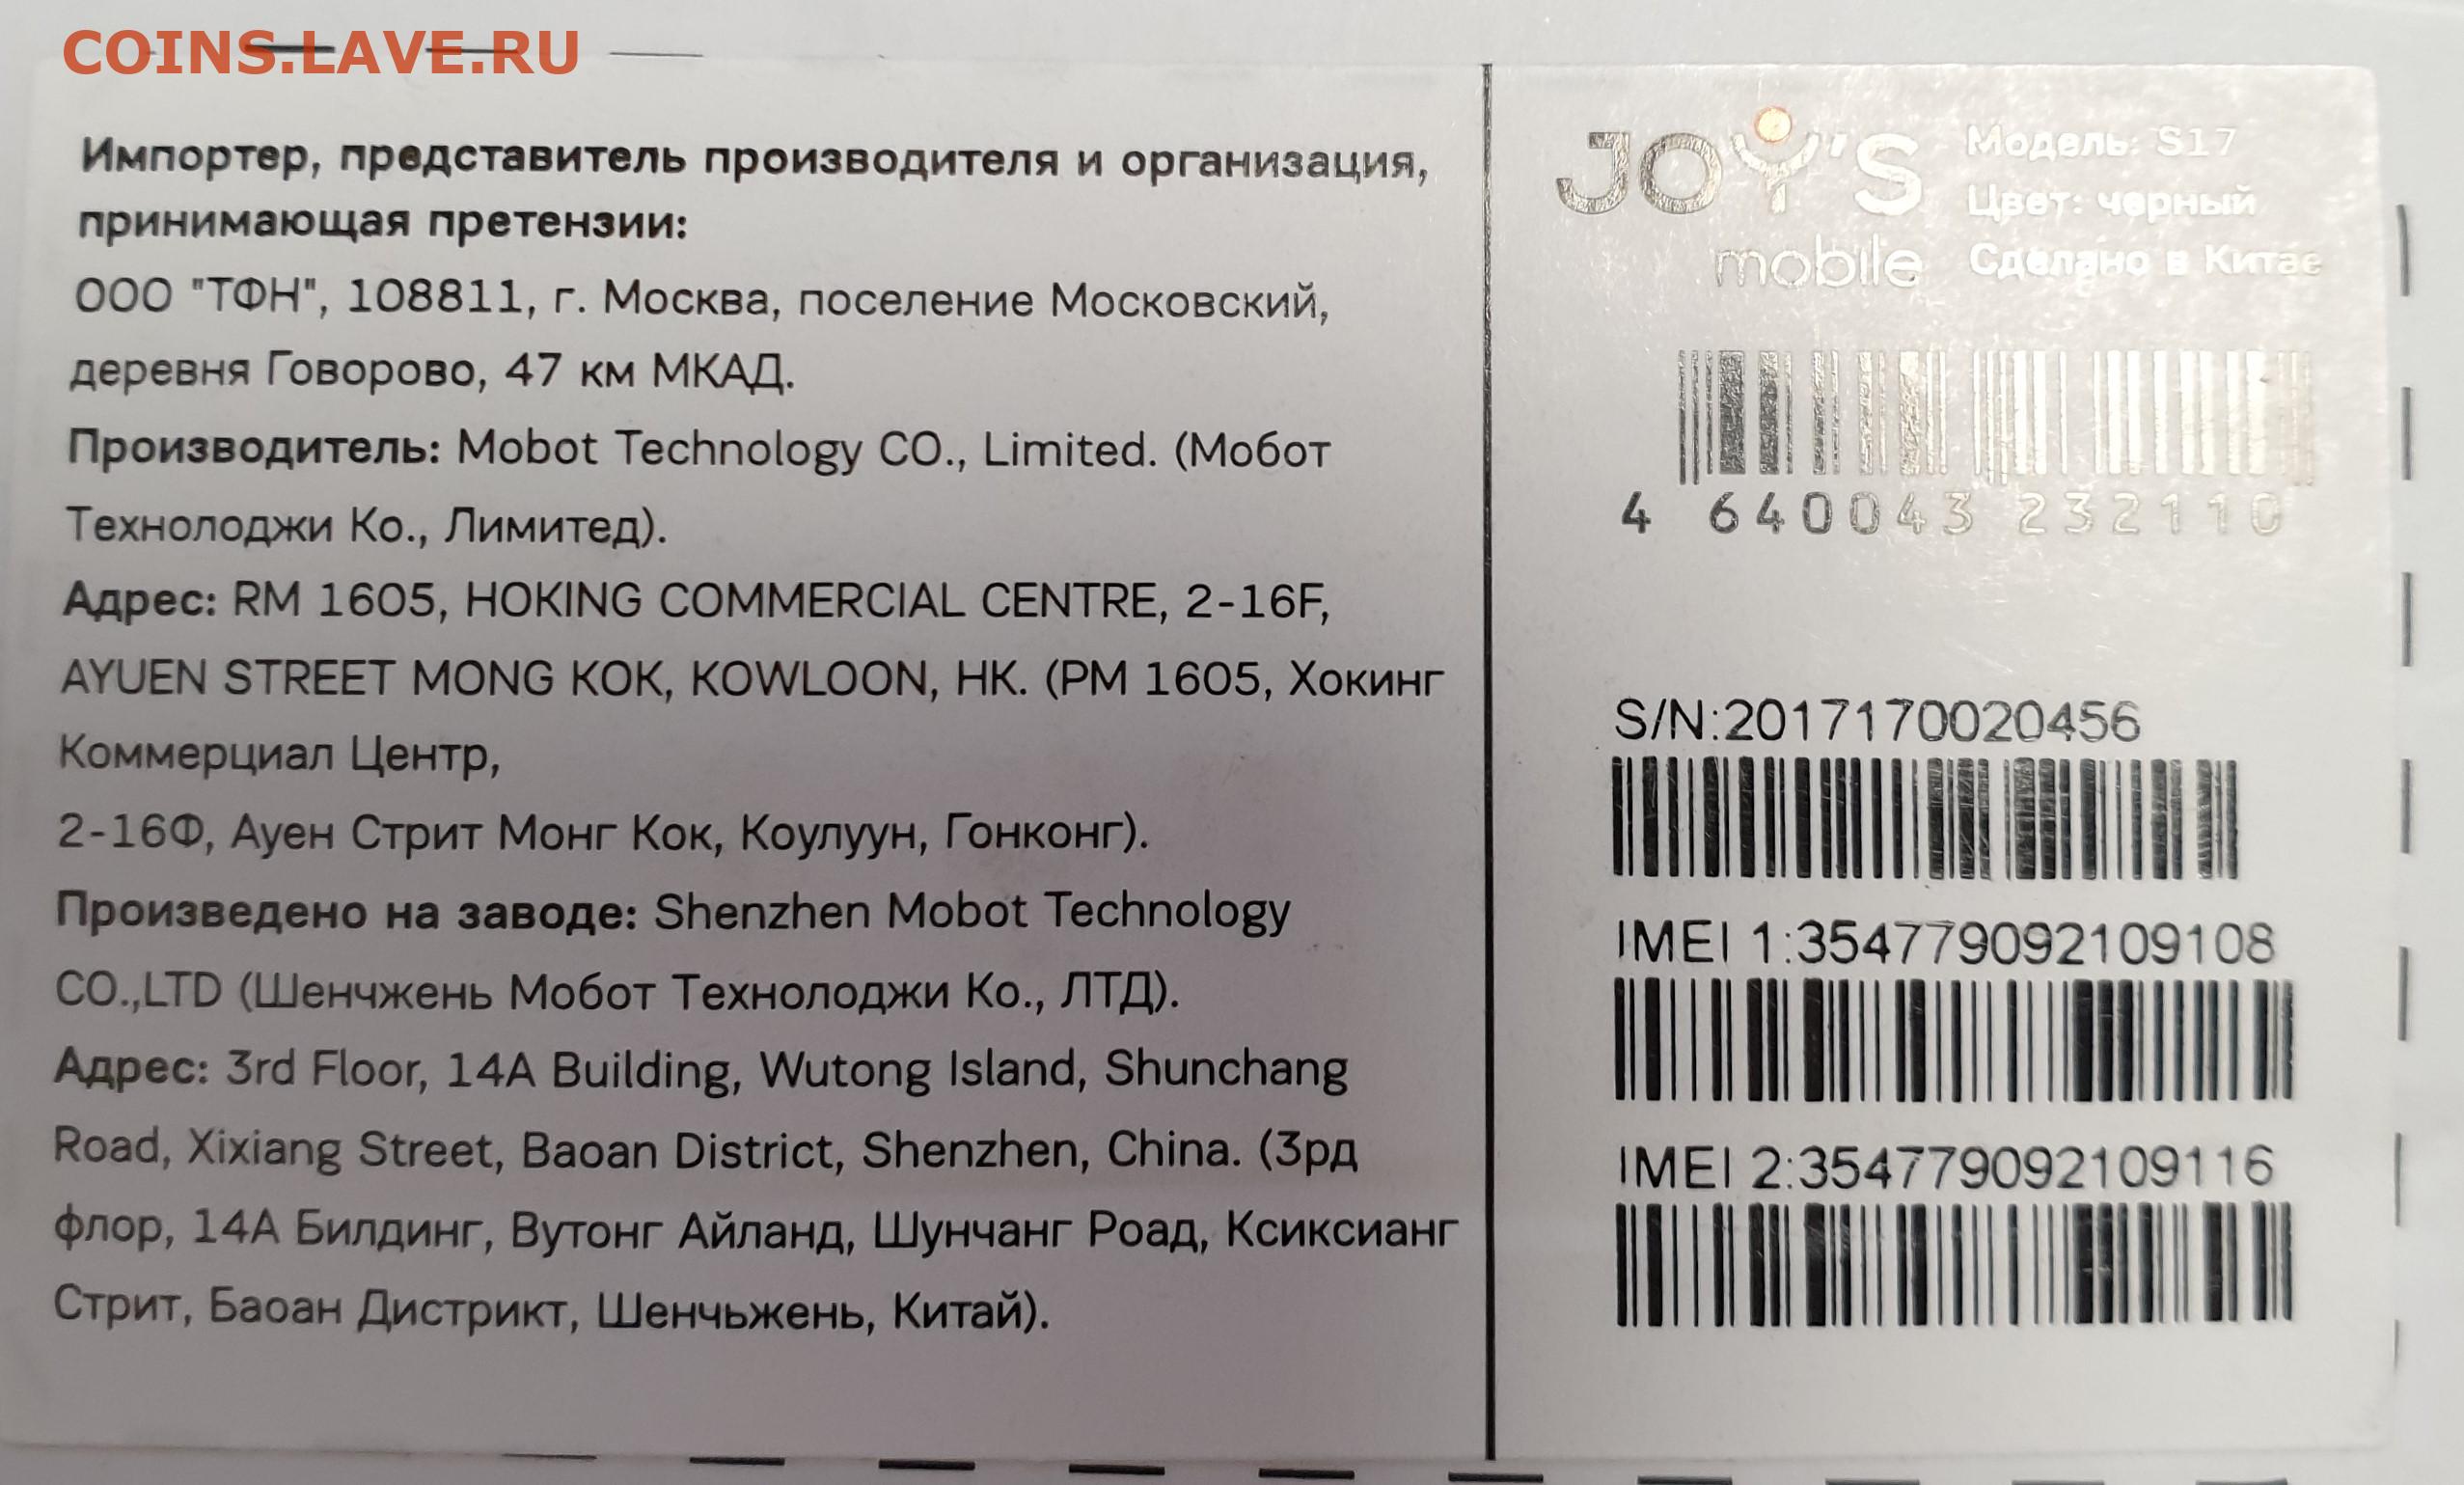 COINS.LAVE.RU
Импортер, представитель производителя и организация,
принимающая претензии:
ООО "ТФН", 108811, г. Москва, поселение Московский,
деревня Говорово, 47 км МКАД.
Производитель: Mobot Technology CO., Limited. (Мобот
Технолоджи Ко., Лимитед).
Адрес: RM 1605, HOKING COMMERCIAL CENTRE, 2-16F,
AYUEN STREET MONG KOK, KOWLOON, HK. (РМ 1605, Хокинг
Коммерциал Центр,
2-16Ф, Ауен Стрит Монг Кок, Коулуун, Гонконг).
Произведено на заводе: Shenzhen Mobot Technology
CO.,LTD (Шенчжень Мобот Технолоджи Ко., ЛТД).
Адрес: 3rd Floor, 14A Building, Wutong Island, Shunchang
Road, Xixiang Street, Baoan District, Shenzhen, China. (3рд
флор, 14А Билдинг, Вутонг Айланд, Шунчанг Роад, Ксиксианг
Стрит, Баоан Дистрикт, Шенчьжень, Китай).
JOY'S
mobile
Модель: S17
Цвет: черный
Сделано в Китае
4 640043 232110
S/N:2017170020456
IMEI 1:354779092109108
IMEI 2:354779092109116